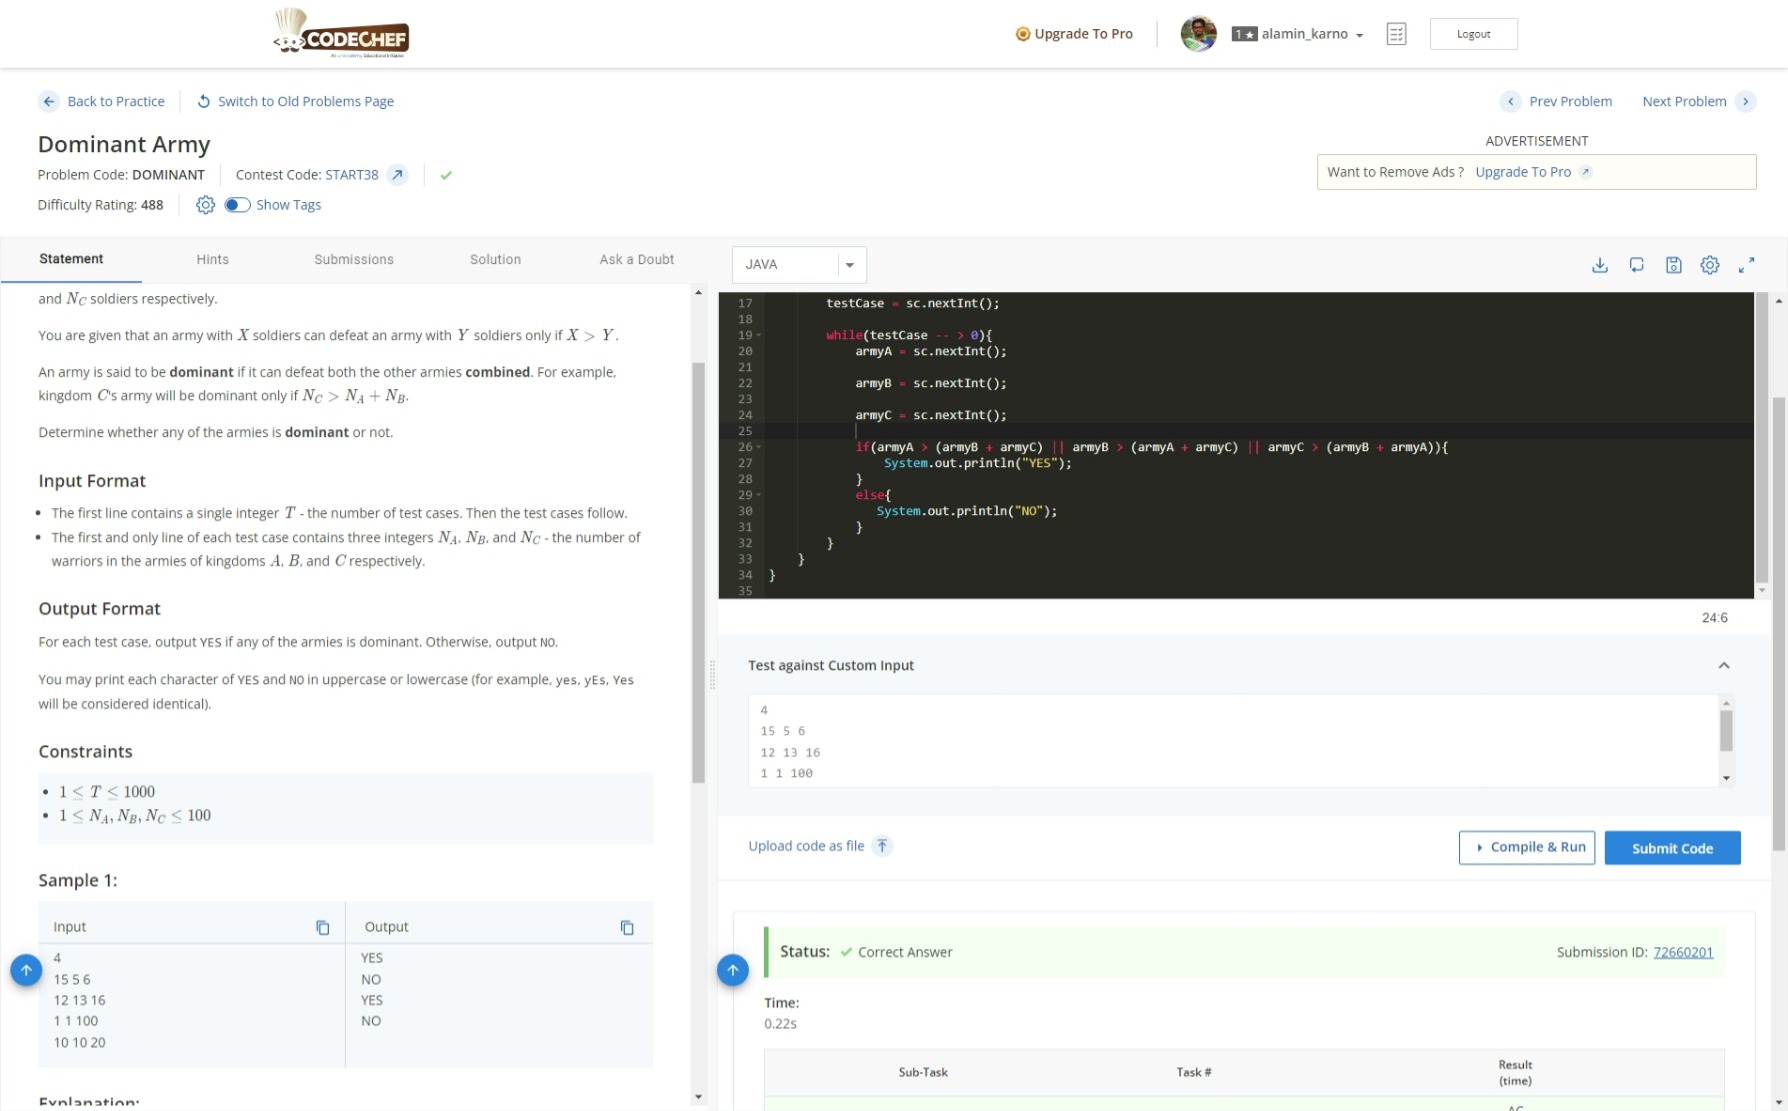 CODECHEF
Upgrade To Pro
1★ alamin_karno
Logout
Back to Practice
Switch to Old Problems Page
Prev Problem
Next Problem
Dominant Army
ADVERTISEMENT
Problem Code: DOMINANT
Contest Code: START38
Want to Remove Ads ? Upgrade To Pro
Difficulty Rating: 488
Show Tags
Statement
Hints
Submissions
Solution
Ask a Doubt
and N_C soldiers respectively.
You are given that an army with X soldiers can defeat an army with Y soldiers only if X > Y.
An army is said to be dominant if it can defeat both the other armies combined. For example,
kingdom C's army will be dominant only if N_C > N_A + N_B.
Determine whether any of the armies is dominant or not.
Input Format
• The first line contains a single integer T - the number of test cases. Then the test cases follow.
• The first and only line of each test case contains three integers N_A, N_B, and N_C - the number of
warriors in the armies of kingdoms A, B, and C respectively.
Output Format
For each test case, output YES if any of the armies is dominant. Otherwise, output NO.
You may print each character of YES and NO in uppercase or lowercase (for example, yes, yEs, Yes
will be considered identical).
Constraints
• 1 ≤ T ≤ 1000
• 1 ≤ N_A, N_B, N_C ≤ 100
Sample 1:
Input
Output
4
15 5 6
12 13 16
1 1 100
10 10 20
YES
NO
YES
NO
Explanation:
JAVA
17 testCase = sc.nextInt();
18
19 while(testCase -- > 0){
20 armyA = sc.nextInt();
21
22 armyB = sc.nextInt();
23
24 armyC = sc.nextInt();
25
26 if(armyA > (armyB + armyC) || armyB > (armyA + armyC) || armyC > (armyB + armyA)){
27 System.out.println("YES");
28 }
29 else{
30 System.out.println("NO");
31 }
32 }
33 }
34 }
35
24:6
Test against Custom Input
4
15 5 6
12 13 16
1 1 100
Upload code as file
Compile & Run
Submit Code
Status: Correct Answer
Submission ID: 72660201
Time:
0.22s
Sub-Task
Task #
Result
(time)
AC